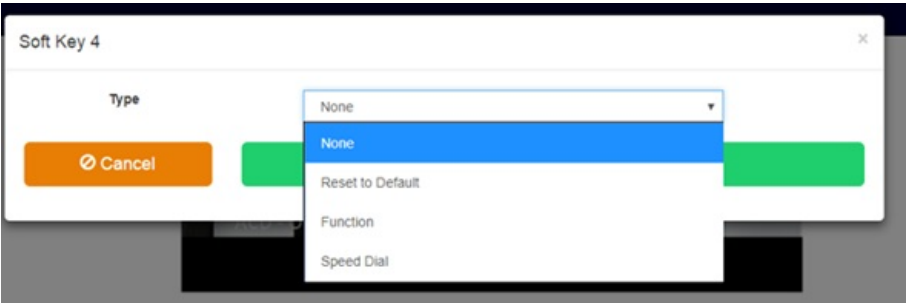 Soft Key 4
×
Type
None
None
Cancel
Reset to Default
Function
Speed Dial